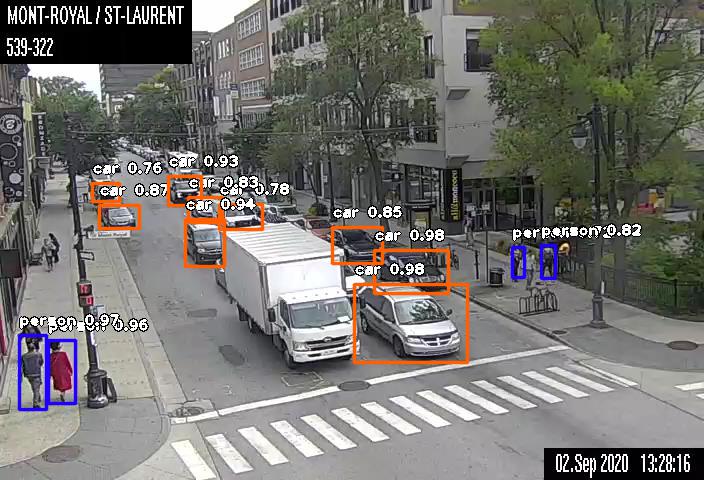 MONT-ROYAL / ST-LAURENT
539-322
car 0.76
car 0.93
car 0.87
car 0.83
car 0.78
car 0.94
car 0.85
car 0.98
car 0.98
person 0.82
person 0.97
person 0.96
02.Sep 2020 13:28:16